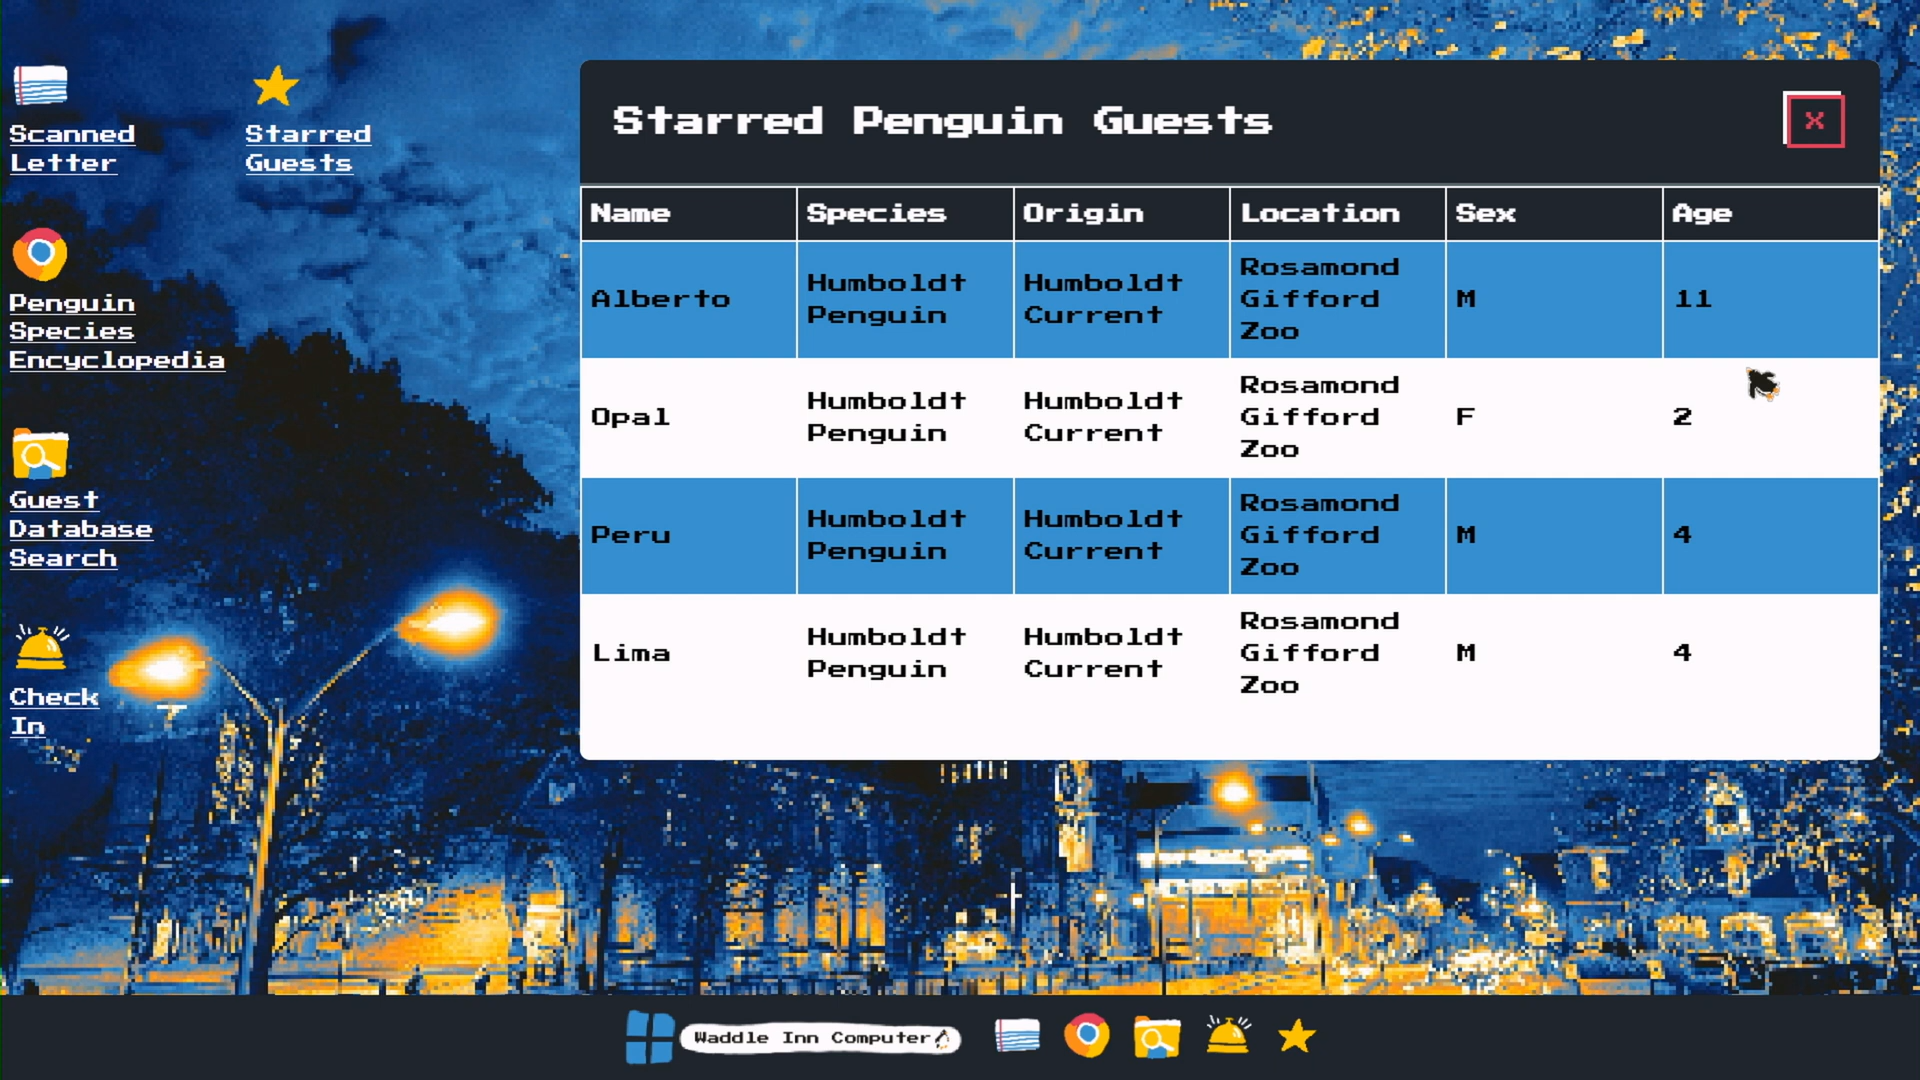 Scanned
Letter
Starred
Guests
Penguin
Species
Encyclopedia
Guest
Database
Search
Check
In
Starred Penguin Guests
X
Name Species Origin Location Sex Age
Alberto Humboldt Penguin Humboldt Current Rosamond Gifford Zoo M 11
Opal Humboldt Penguin Humboldt Current Rosamond Gifford Zoo F 2
Peru Humboldt Penguin Humboldt Current Rosamond Gifford Zoo M 4
Lima Humboldt Penguin Humboldt Current Rosamond Gifford Zoo M 4
Waddle Inn Computer